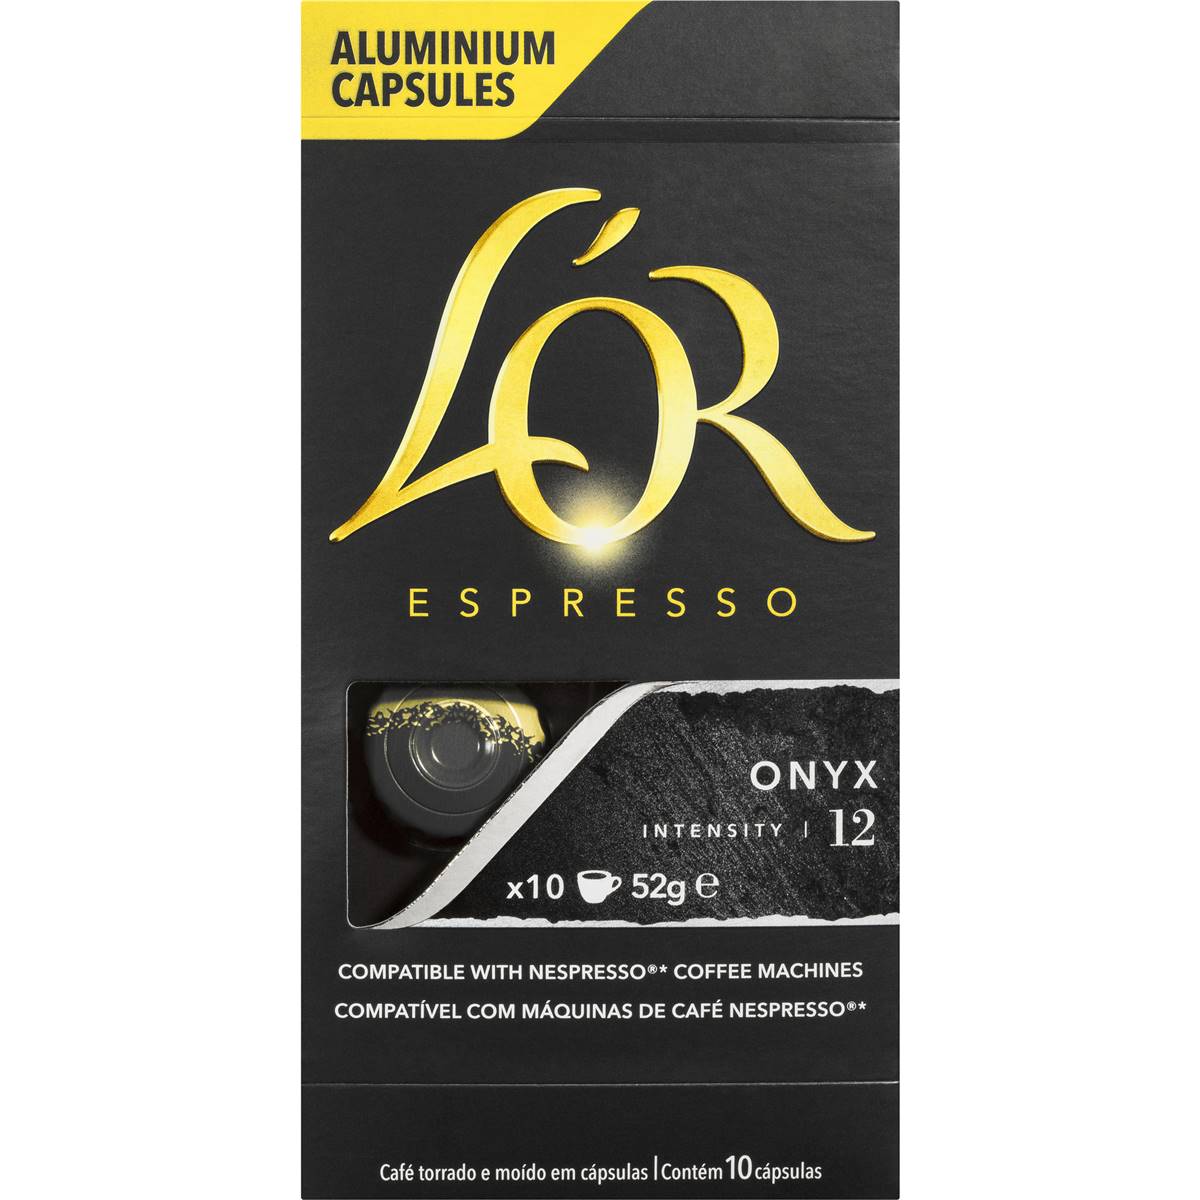 ALUMINIUM
CAPSULES
L'OR
ESPRESSO
ONYX
INTENSITY | 12
x10 52g ℮
COMPATIBLE WITH NESPRESSO®* COFFEE MACHINES
COMPATÍVEL COM MÁQUINAS DE CAFÉ NESPRESSO®*
Café torrado e moído em cápsulas | Contém 10 cápsulas